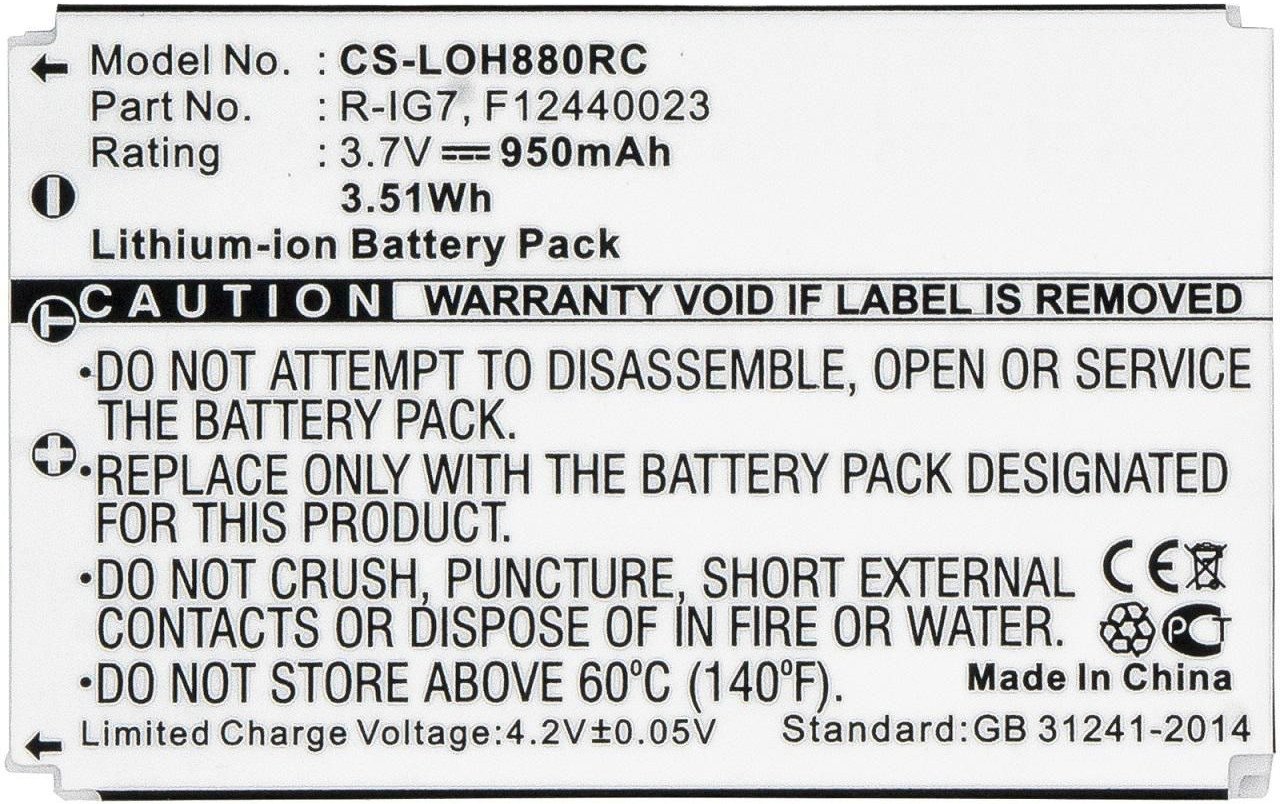 Model No. : CS-LOH880RC
Part No. : R-IG7, F12440023
Rating : 3.7V 950mAh
3.51Wh
Lithium-ion Battery Pack
CAUTION WARRANTY VOID IF LABEL IS REMOVED
•DO NOT ATTEMPT TO DISASSEMBLE, OPEN OR SERVICE
THE BATTERY PACK.
•REPLACE ONLY WITH THE BATTERY PACK DESIGNATED
FOR THIS PRODUCT.
•DO NOT CRUSH, PUNCTURE, SHORT EXTERNAL
CONTACTS OR DISPOSE OF IN FIRE OR WATER.
•DO NOT STORE ABOVE 60ºC (140ºF).
CE
PCT
Made In China
Limited Charge Voltage:4.2V±0.05V
Standard:GB 31241-2014